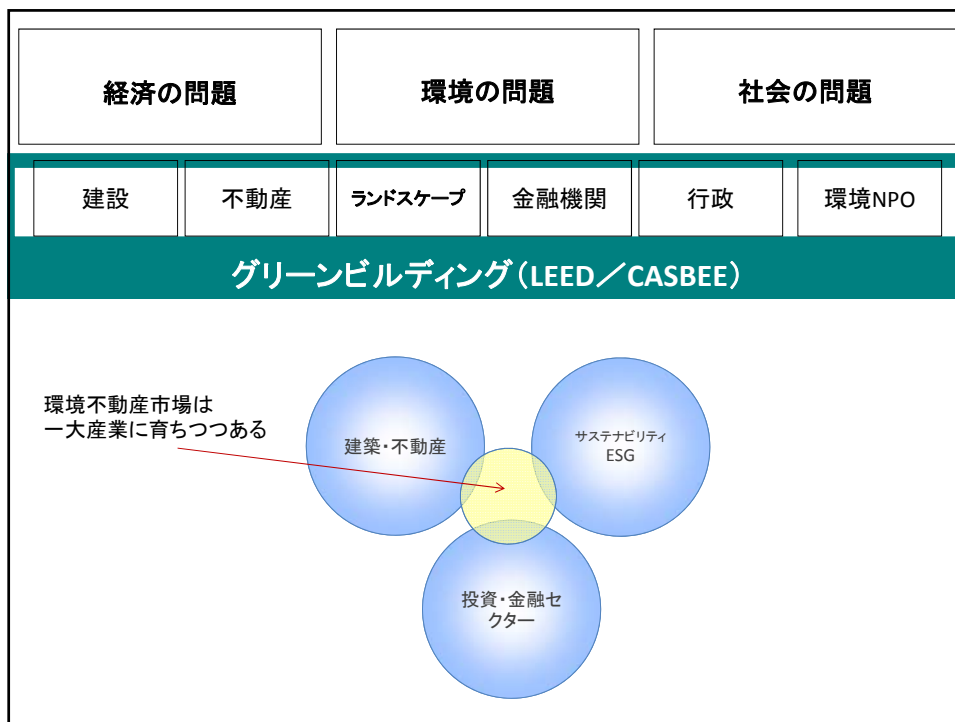 経済の問題
環境の問題
社会の問題
建設
不動産
ランドスケープ
金融機関
行政
環境NPO
グリーンビルディング（LEED／CASBEE）
環境不動産市場は
一大産業に育ちつつある
建築・不動産
サステナビリティ
ESG
投資・金融セ
クター